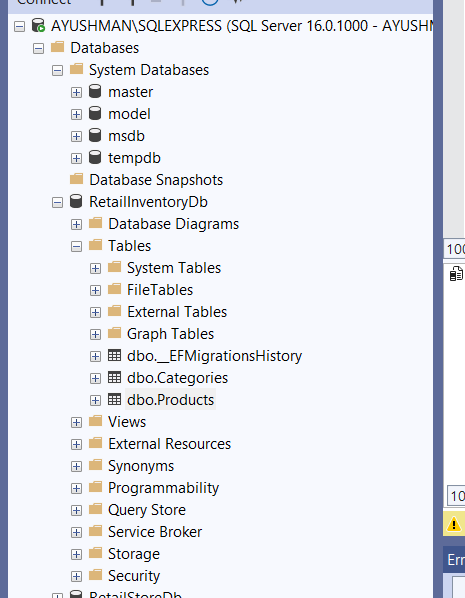 Connect
AYUSHMAN\SQLEXPRESS (SQL Server 16.0.1000 - AYUSHM
Databases
System Databases
master
model
msdb
tempdb
Database Snapshots
RetailInventoryDb
Database Diagrams
Tables
System Tables
FileTables
External Tables
Graph Tables
dbo.__EFMigrationsHistory
dbo.Categories
dbo.Products
Views
External Resources
Synonyms
Programmability
Query Store
Service Broker
Storage
Security
RetailStoreDb
100
10
Err